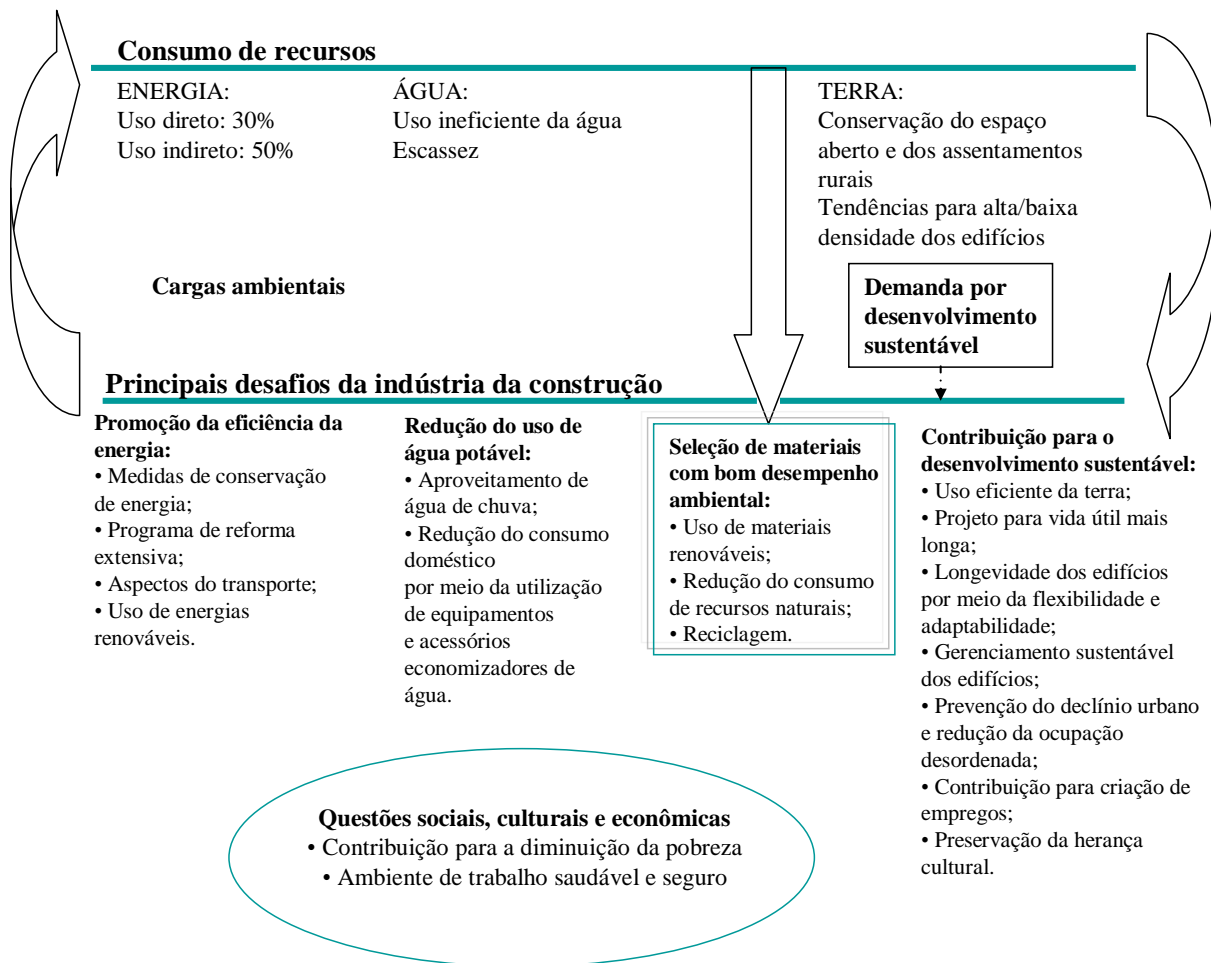 Consumo de recursos
ENERGIA:
Uso direto: 30%
Uso indireto: 50%
ÁGUA:
Uso ineficiente da água
Escassez
TERRA:
Conservação do espaço
aberto e dos assentamentos
rurais
Tendências para alta/baixa
densidade dos edifícios
Cargas ambientais
Demanda por
desenvolvimento
sustentável
Principais desafios da indústria da construção
Promoção da eficiência da
energia:
• Medidas de conservação
de energia;
• Programa de reforma
extensiva;
• Aspectos do transporte;
• Uso de energias
renováveis.
Redução do uso de
água potável:
• Aproveitamento de
água de chuva;
• Redução do consumo
doméstico
por meio da utilização
de equipamentos
e acessórios
economizadores de
água.
Seleção de materiais
com bom desempenho
ambiental:
• Uso de materiais
renováveis;
• Redução do consumo
de recursos naturais;
• Reciclagem.
Contribuição para o
desenvolvimento sustentável:
• Uso eficiente da terra;
• Projeto para vida útil mais
longa;
• Longevidade dos edifícios
por meio da flexibilidade e
adaptabilidade;
• Gerenciamento sustentável
dos edifícios;
• Prevenção do declínio urbano
e redução da ocupação
desordenada;
• Contribuição para criação de
empregos;
• Preservação da herança
cultural.
Questões sociais, culturais e econômicas
• Contribuição para a diminuição da pobreza
• Ambiente de trabalho saudável e seguro